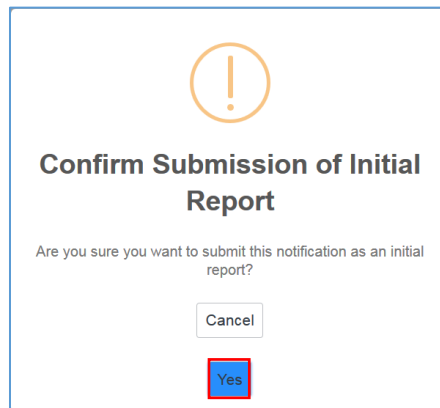 Confirm Submission of Initial
Report
Are you sure you want to submit this notification as an initial
report?
Cancel
Yes